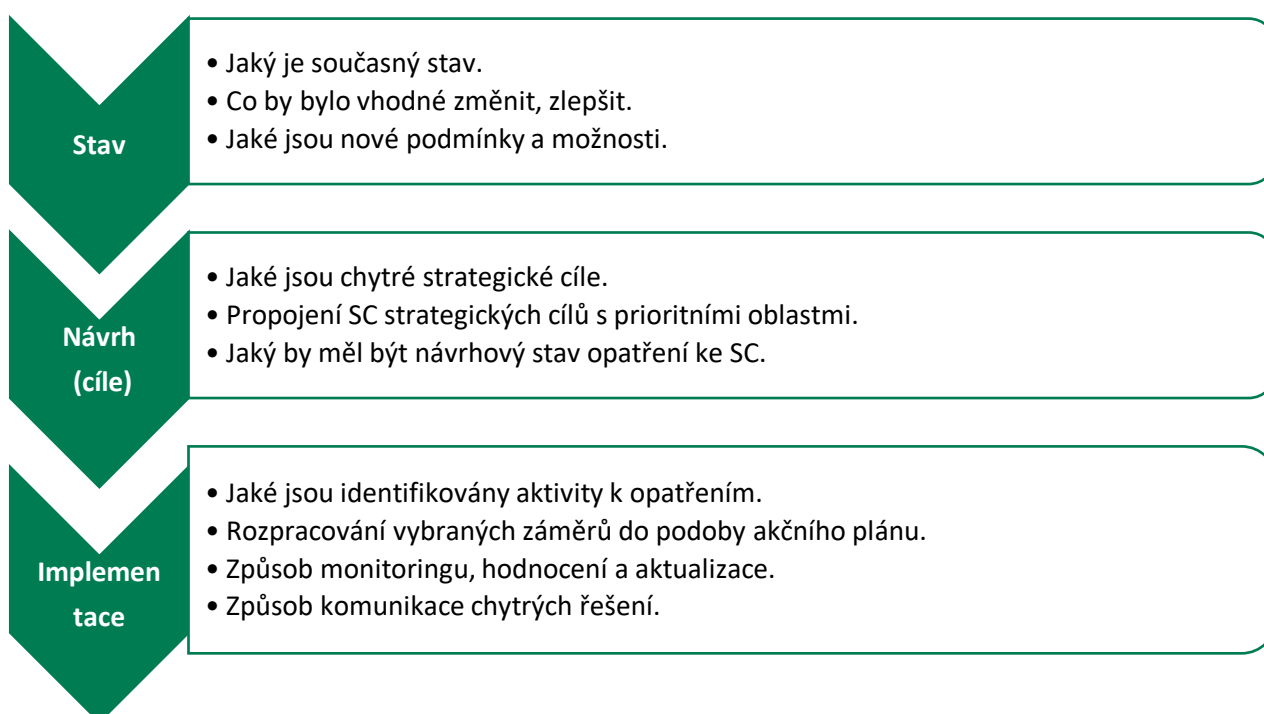 Stav
• Jaký je současný stav.
• Co by bylo vhodné změnit, zlepšit.
• Jaké jsou nové podmínky a možnosti.
Návrh
(cíle)
• Jaké jsou chytré strategické cíle.
• Propojení SC strategických cílů s prioritními oblastmi.
• Jaký by měl být návrhový stav opatření ke SC.
Implemen
tace
• Jaké jsou identifikovány aktivity k opatřením.
• Rozpracování vybraných záměrů do podoby akčního plánu.
• Způsob monitoringu, hodnocení a aktualizace.
• Způsob komunikace chytrých řešení.